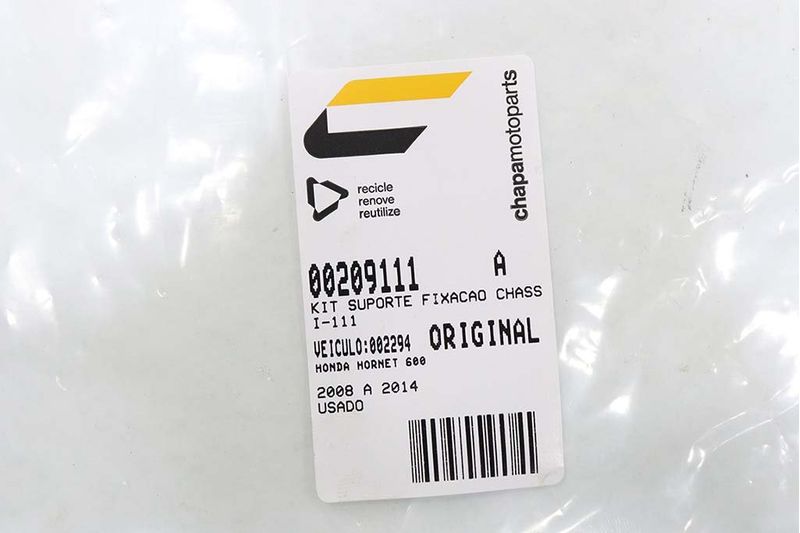 chapamotoparts
recicle
renove
reutilize
00209111 A
KIT SUPORTE FIXACAO CHASS
I-111
VEICULO:002294 ORIGINAL
HONDA HORNET 600
2008 A 2014
USADO